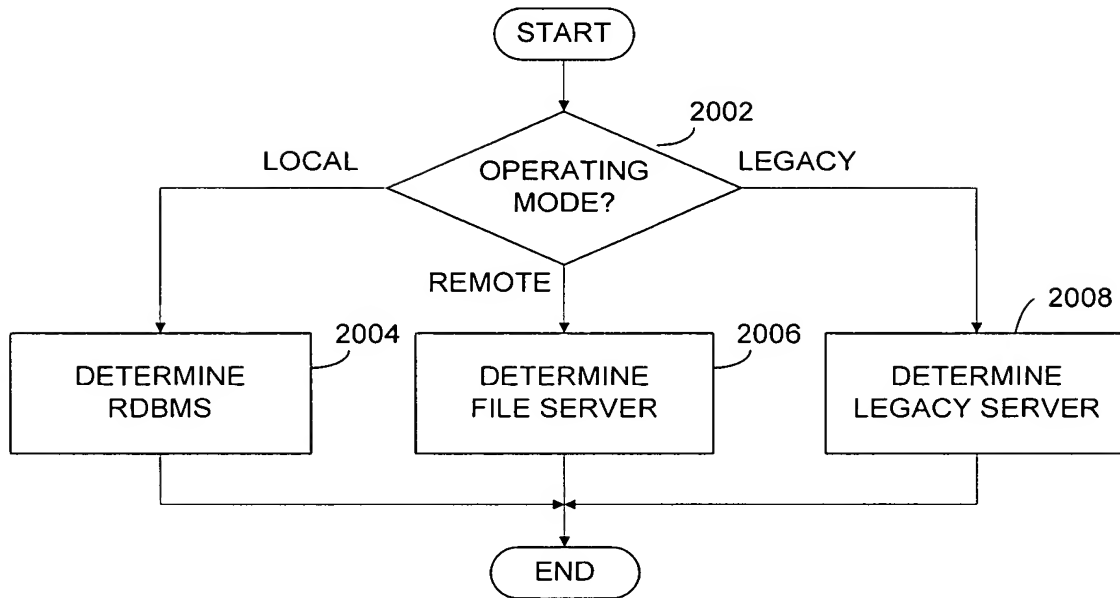 START
2002
LOCAL
OPERATING
MODE?
LEGACY
REMOTE
2004
DETERMINE
RDBMS
2006
DETERMINE
FILE SERVER
2008
DETERMINE
LEGACY SERVER
END